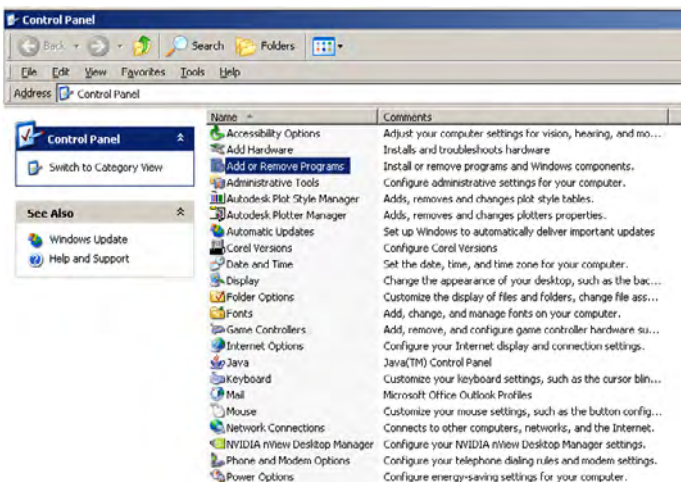 Control Panel
Back Search Folders
File Edit View Favorites Tools Help
Address Control Panel
Control Panel
Switch to Category View
See Also
Windows Update
Help and Support
Name Comments
Accessibility Options Adjust your computer settings for vision, hearing, and mo...
Add Hardware Installs and troubleshoots hardware
Add or Remove Programs Install or remove programs and Windows components.
Administrative Tools Configure administrative settings for your computer.
Autodesk Plot Style Manager Adds, removes and changes plot style tables.
Autodesk Plotter Manager Adds, removes and changes plotters properties.
Automatic Updates Set up Windows to automatically deliver important updates
Corel Versions Configure Corel Versions
Date and Time Set the date, time, and time zone for your computer.
Display Change the appearance of your desktop, such as the bac...
Folder Options Customize the display of files and folders, change file ass...
Fonts Add, change, and manage fonts on your computer.
Game Controllers Add, remove, and configure game controller hardware su...
Internet Options Configure your Internet display and connection settings.
Java Java(TM) Control Panel
Keyboard Customize your keyboard settings, such as the cursor blin...
Mail Microsoft Office Outlook Profiles
Mouse Customize your mouse settings, such as the button config...
Network Connections Connects to other computers, networks, and the Internet.
NVIDIA nView Desktop Manager Configure your NVIDIA nView Desktop Manager settings.
Phone and Modem Options Configure your telephone dialing rules and modem settings.
Power Options Configure energy-saving settings for your computer.